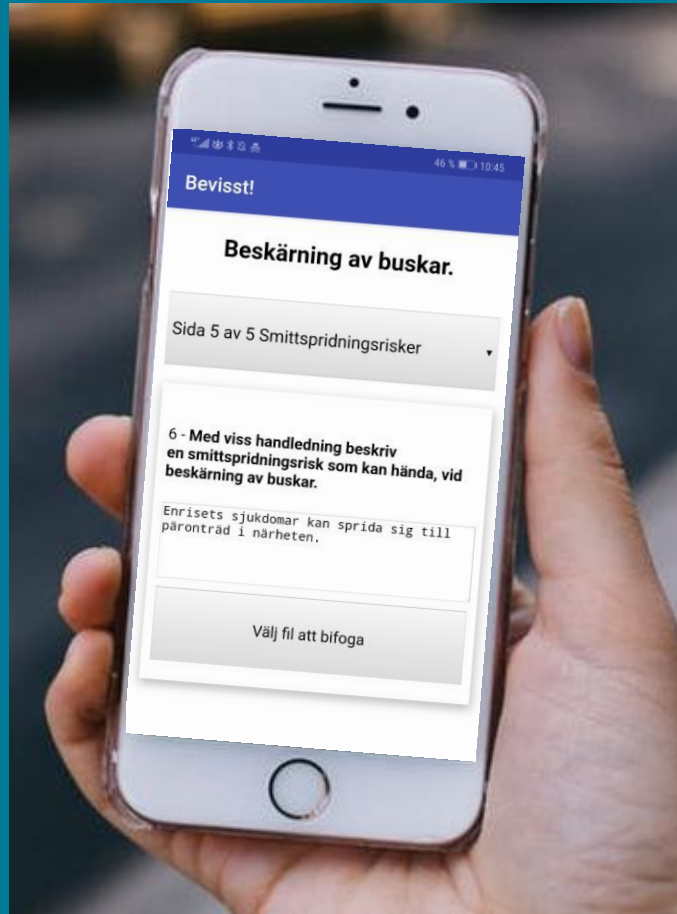 46 % 10:45
Bevisst!
Beskärning av buskar.
Sida 5 av 5 Smittspridningsrisker
6 - Med viss handledning beskriv
en smittspridningsrisk som kan hända, vid
beskärning av buskar.
Enrisets sjukdomar kan sprida sig till
päronträd i närheten.
Välj fil att bifoga